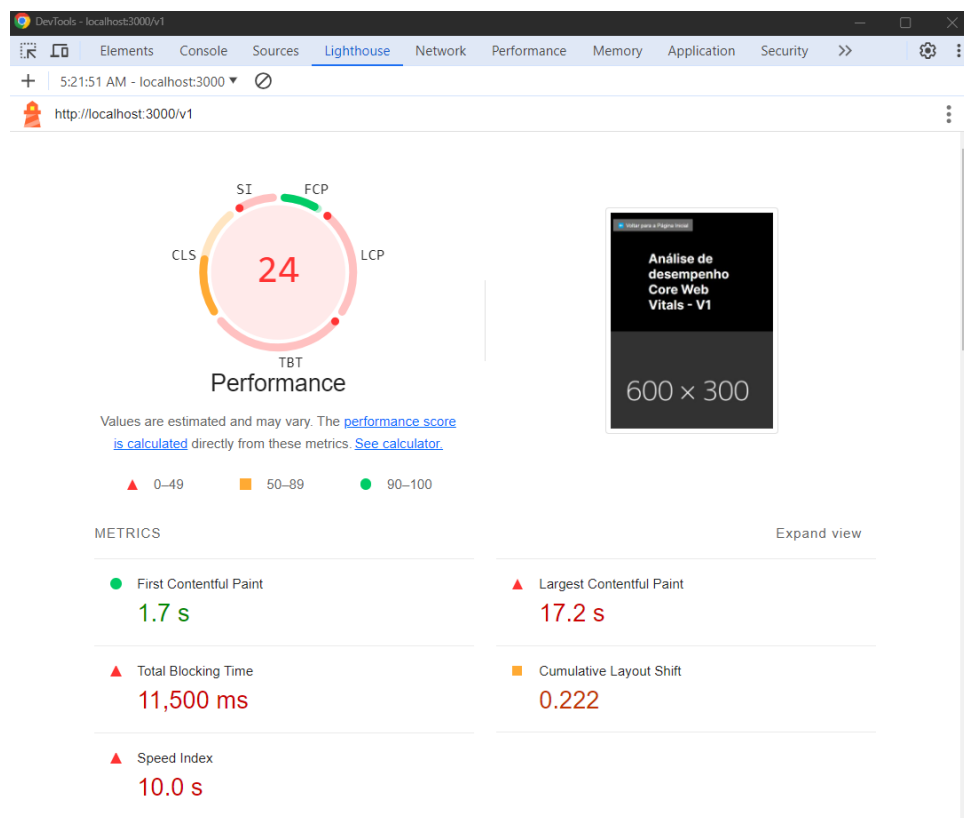 DevTools - localhost:3000/v1
Elements Console Sources Lighthouse Network Performance Memory Application Security >>
+ 5:21:51 AM - localhost:3000 ▼
http://localhost:3000/v1
SI FCP
CLS LCP
24
TBT
Performance
Values are estimated and may vary. The performance score
is calculated directly from these metrics. See calculator.
0–49 50–89 90–100
Voltar para a Página Inicial
Análise de
desempenho
Core Web
Vitals - V1
600 × 300
METRICS Expand view
First Contentful Paint
1.7 s
Largest Contentful Paint
17.2 s
Total Blocking Time
11,500 ms
Cumulative Layout Shift
0.222
Speed Index
10.0 s